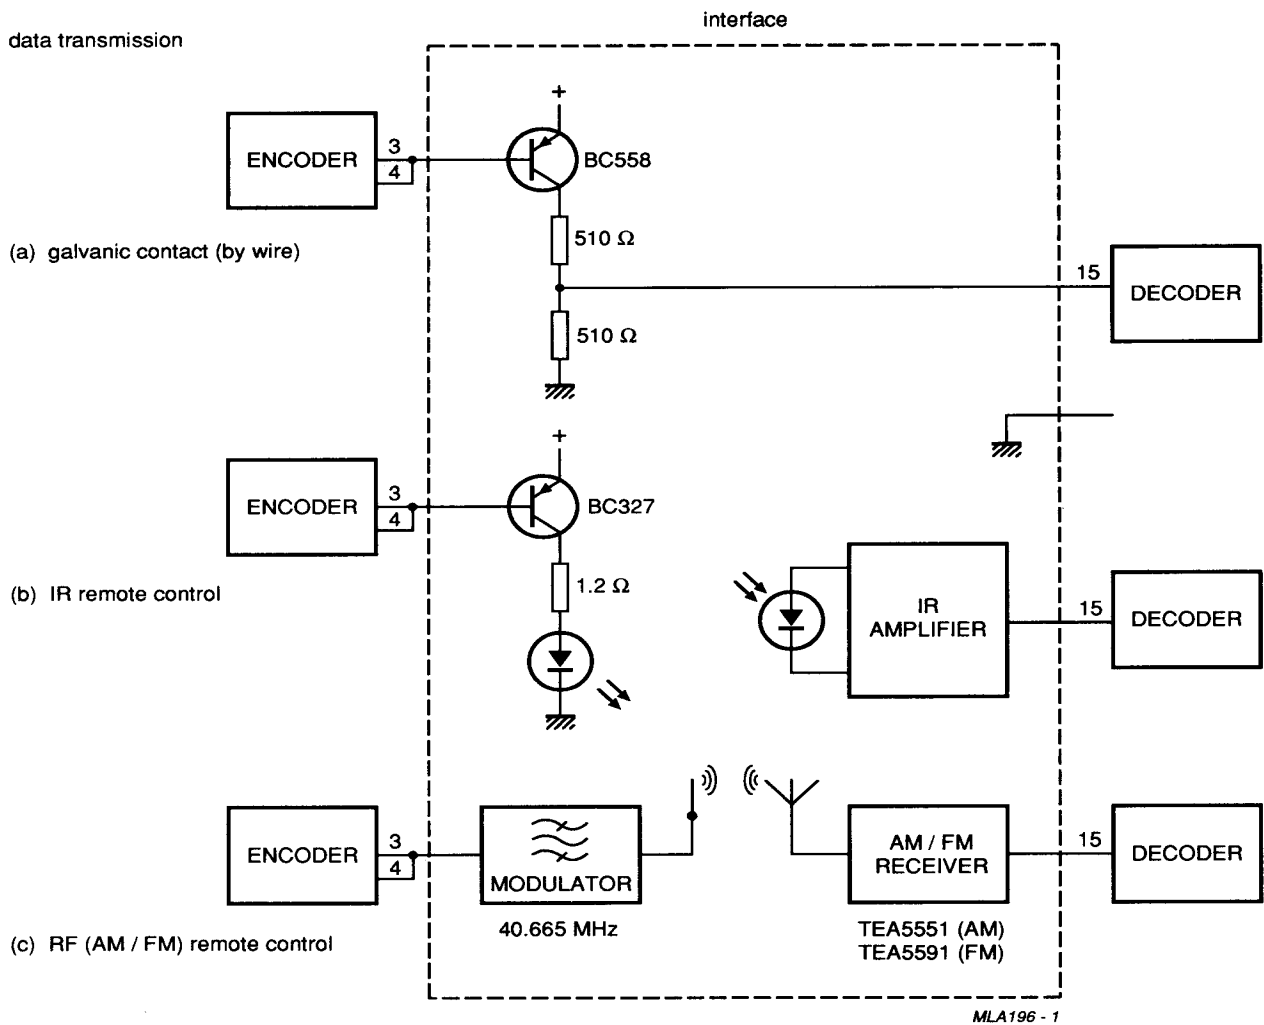 interface
data transmission
+
ENCODER
3
4
BC558
(a) galvanic contact (by wire)
510 Ω
15
DECODER
510 Ω
+
ENCODER
3
4
BC327
(b) IR remote control
1.2 Ω
IR
AMPLIFIER
15
DECODER
ENCODER
3
4
MODULATOR
40.665 MHz
AM / FM
RECEIVER
15
DECODER
TEA5551 (AM)
TEA5591 (FM)
(c) RF (AM / FM) remote control
MLA196 - 1